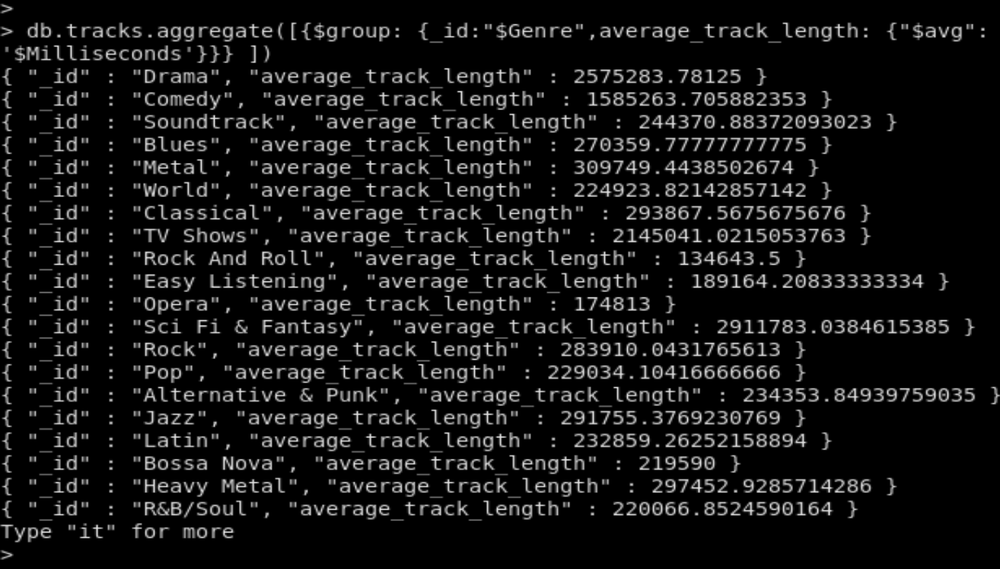 >
> db.tracks.aggregate([{$group: {_id:"$Genre",average_track_length: {"$avg":
'$Milliseconds'}}} ])
{ "_id" : "Drama", "average_track_length" : 2575283.78125 }
{ "_id" : "Comedy", "average_track_length" : 1585263.705882353 }
{ "_id" : "Soundtrack", "average_track_length" : 244370.88372093023 }
{ "_id" : "Blues", "average_track_length" : 270359.77777777775 }
{ "_id" : "Metal", "average_track_length" : 309749.4438502674 }
{ "_id" : "World", "average_track_length" : 224923.82142857142 }
{ "_id" : "Classical", "average_track_length" : 293867.5675675676 }
{ "_id" : "TV Shows", "average_track_length" : 2145041.0215053763 }
{ "_id" : "Rock And Roll", "average_track_length" : 134643.5 }
{ "_id" : "Easy Listening", "average_track_length" : 189164.20833333334 }
{ "_id" : "Opera", "average_track_length" : 174813 }
{ "_id" : "Sci Fi & Fantasy", "average_track_length" : 2911783.0384615385 }
{ "_id" : "Rock", "average_track_length" : 283910.0431765613 }
{ "_id" : "Pop", "average_track_length" : 229034.10416666666 }
{ "_id" : "Alternative & Punk", "average_track_length" : 234353.84939759035 }
{ "_id" : "Jazz", "average_track_length" : 291755.3769230769 }
{ "_id" : "Latin", "average_track_length" : 232859.26252158894 }
{ "_id" : "Bossa Nova", "average_track_length" : 219590 }
{ "_id" : "Heavy Metal", "average_track_length" : 297452.9285714286 }
{ "_id" : "R&B/Soul", "average_track_length" : 220066.8524590164 }
Type "it" for more
>